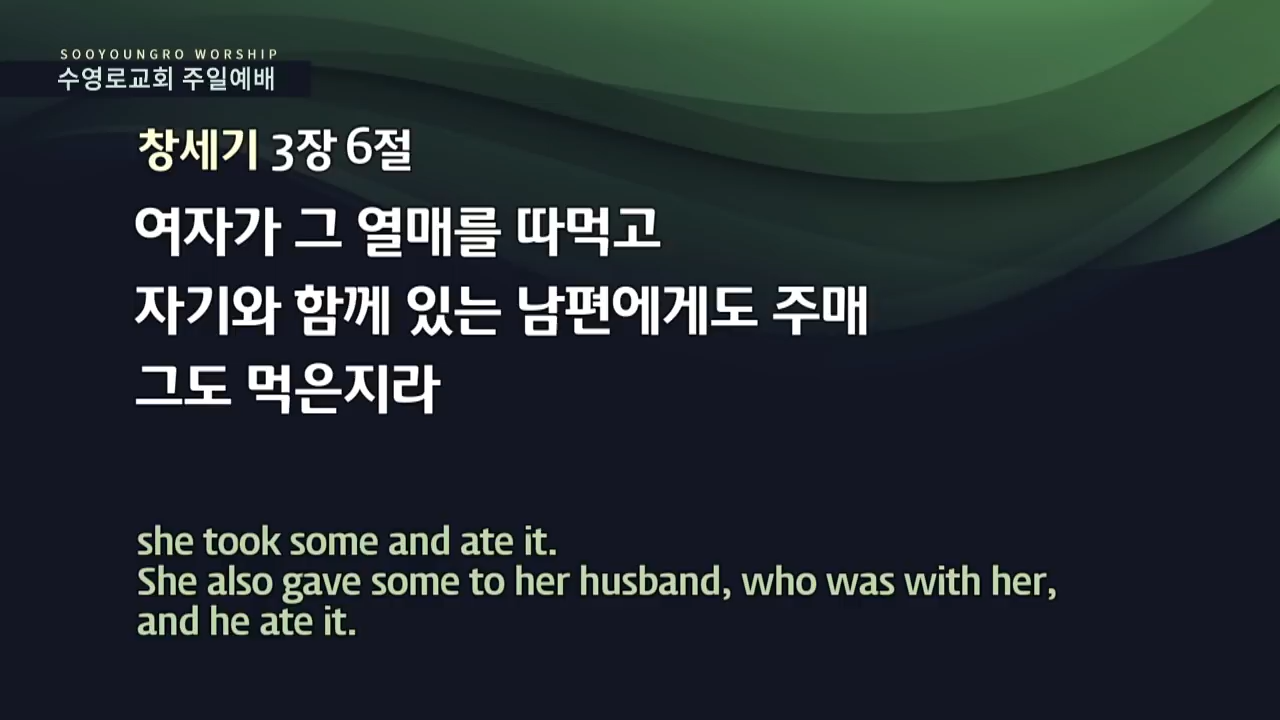 SOOYOUNGRO WORSHIP
수영로교회 주일예배
창세기 3장 6절
여자가 그 열매를 따먹고
자기와 함께 있는 남편에게도 주매
그도 먹은지라
she took some and ate it.
She also gave some to her husband, who was with her,
and he ate it.